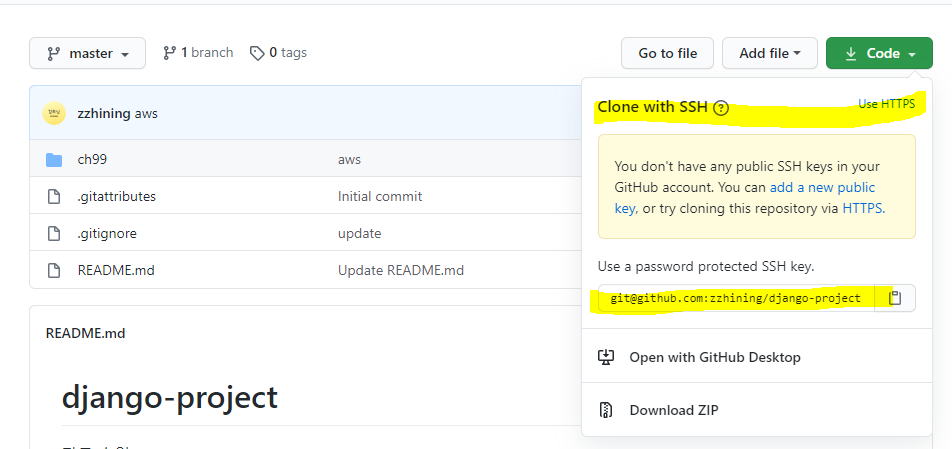 master
1 branch
0 tags
Go to file
Add file
Code
zzhining aws
ch99
aws
.gitattributes
Initial commit
.gitignore
update
README.md
Update README.md
README.md
django-project
Clone with SSH
Use HTTPS
You don't have any public SSH keys in your
GitHub account. You can add a new public
key, or try cloning this repository via HTTPS.
Use a password protected SSH key.
git@github.com:zzhining/django-project
Open with GitHub Desktop
Download ZIP